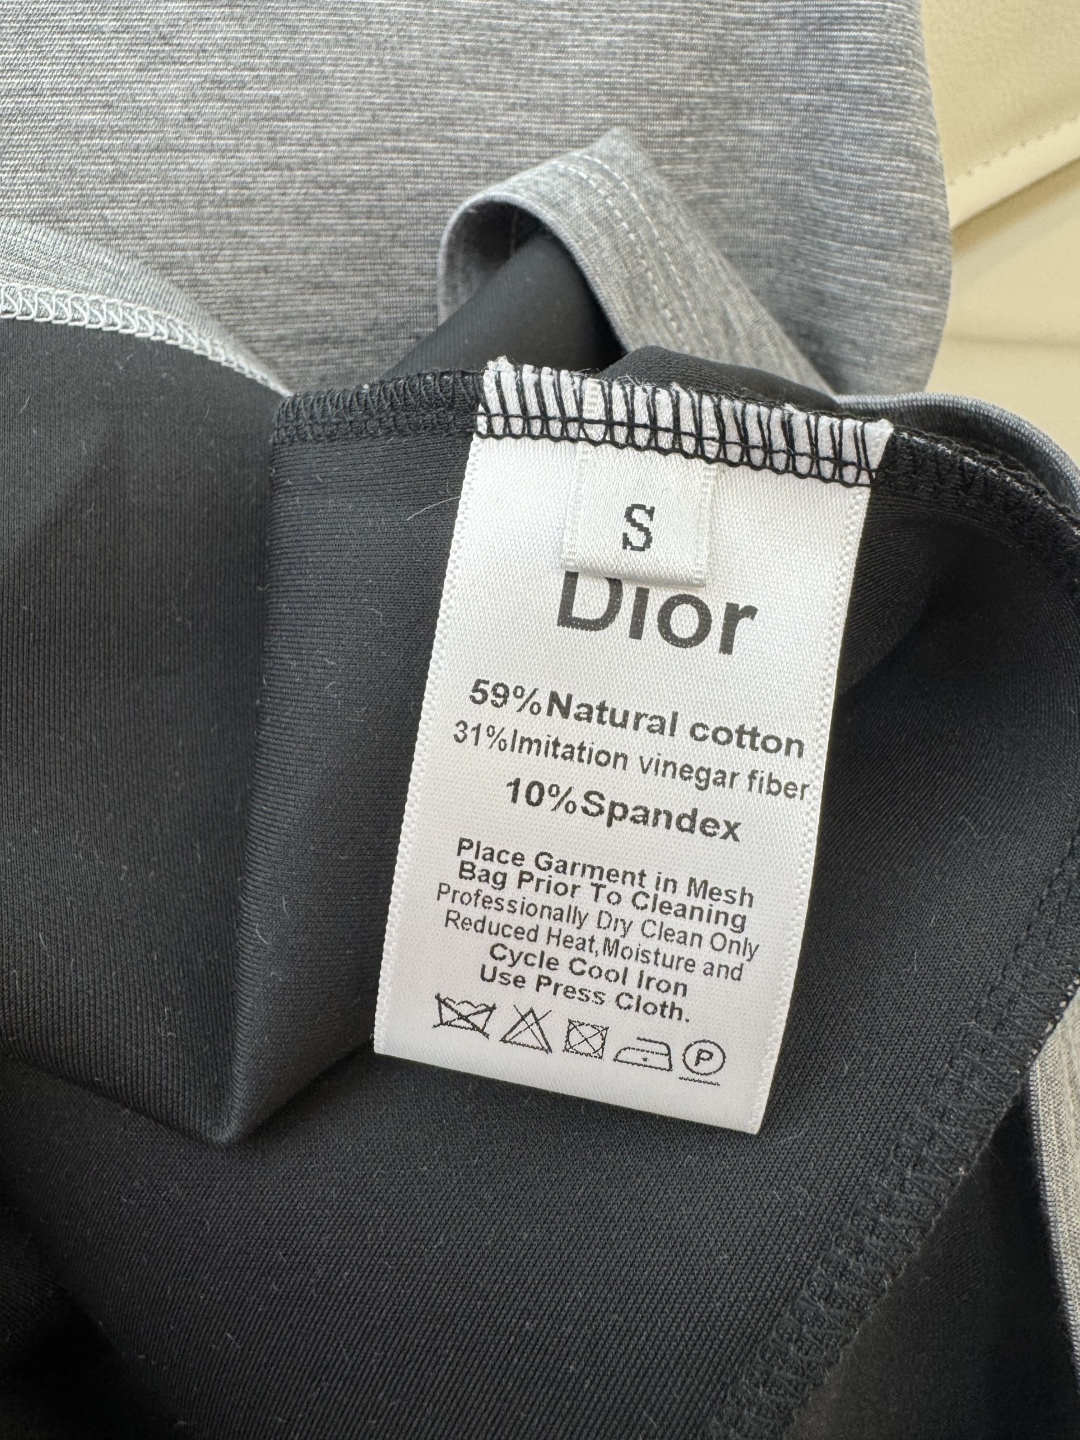 S
Dior
59%Natural cotton
31%Imitation vinegar fiber
10%Spandex
Place Garment in Mesh
Bag Prior To Cleaning
Professionally Dry Clean Only
Reduced Heat,Moisture and
Cycle Cool Iron
Use Press Cloth.
P